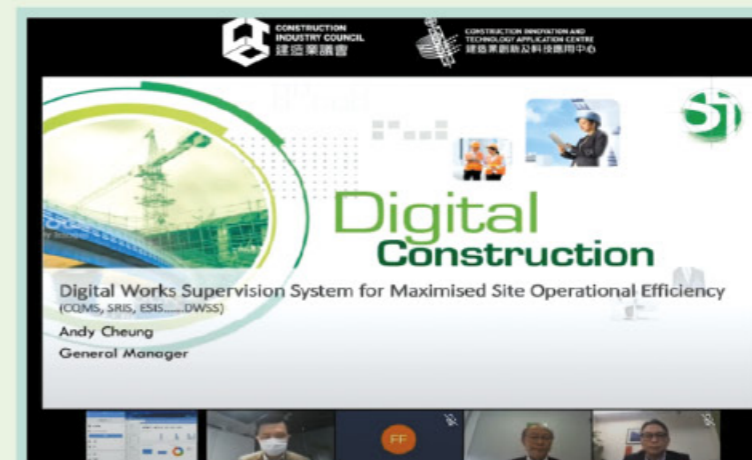 CONSTRUCTION
INDUSTRY COUNCIL
建造業議會
CONSTRUCTION INNOVATION AND
TECHNOLOGY APPLICATION CENTRE
建造業創新及科技應用中心
Digital
Construction
Digital Works Supervision System for Maximised Site Operational Efficiency
(CQMS, SRIS, ESIS......DWSS)
Andy Cheung
General Manager
FF